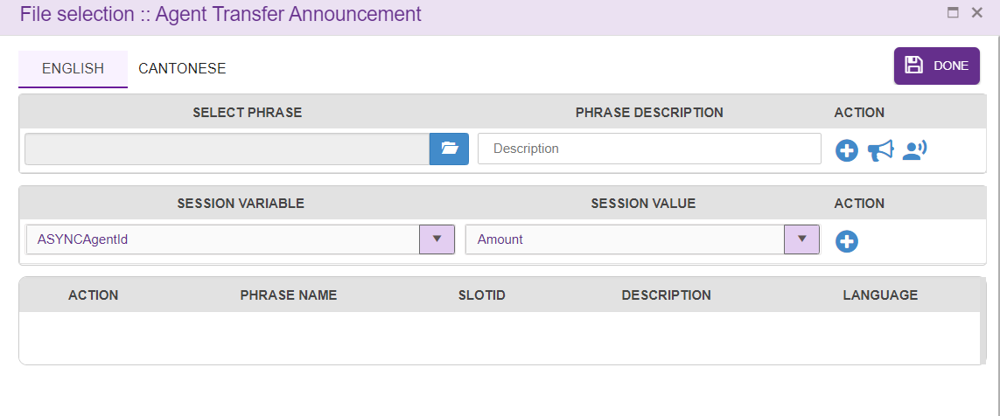 File selection :: Agent Transfer Announcement
ENGLISH CANTONESE DONE
SELECT PHRASE PHRASE DESCRIPTION ACTION
Description
SESSION VARIABLE SESSION VALUE ACTION
ASYNCAgentId Amount
ACTION PHRASE NAME SLOTID DESCRIPTION LANGUAGE